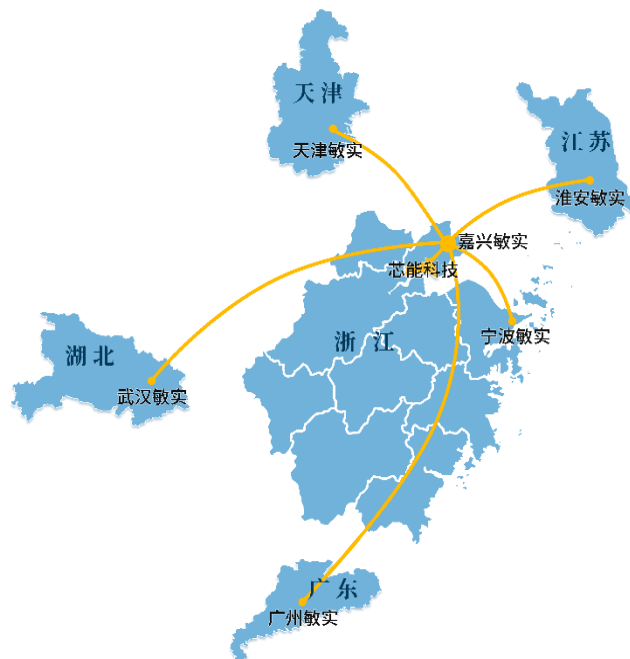 天津
天津敏实
江苏
淮安敏实
嘉兴敏实
芯能科技
浙江
宁波敏实
湖北
武汉敏实
广东
广州敏实